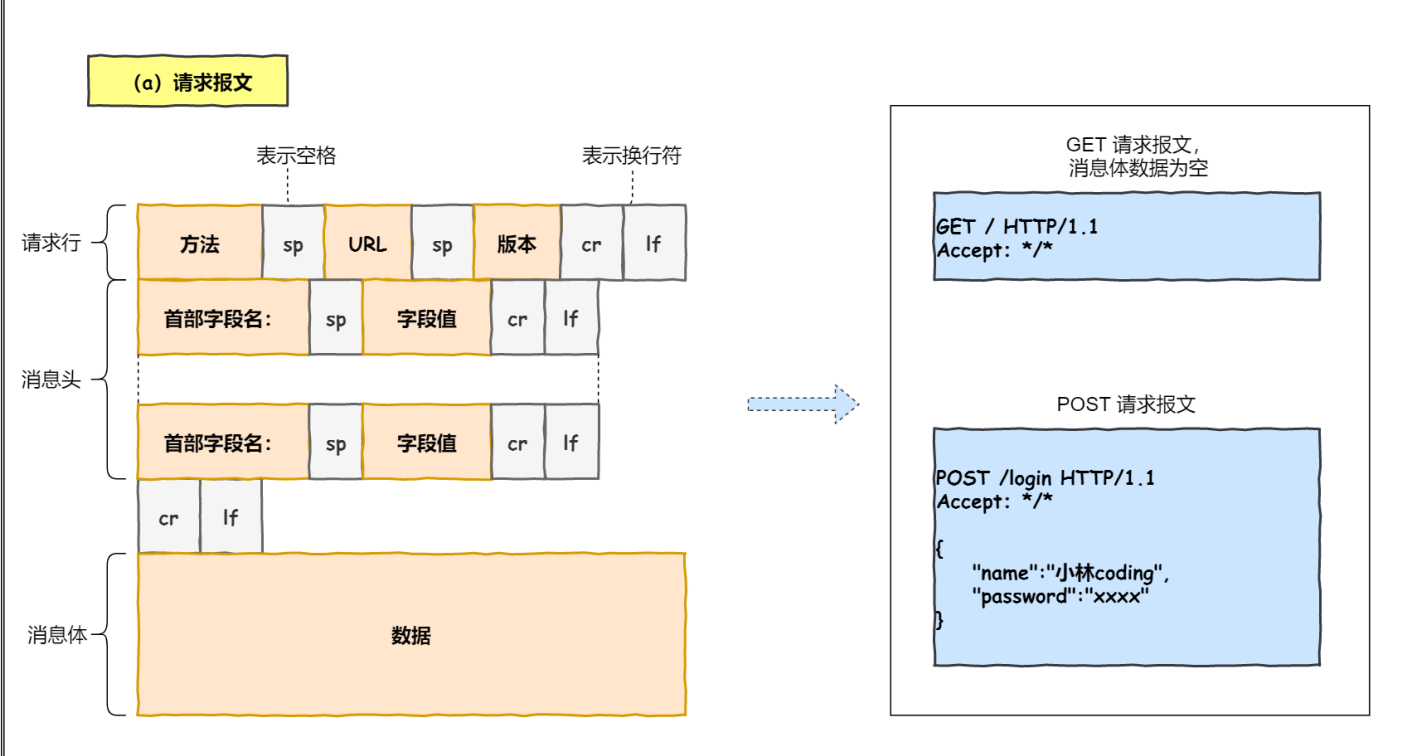 (a) 请求报文
表示空格
表示换行符
请求行
方法 sp URL sp 版本 cr lf
首部字段名： sp 字段值 cr lf
消息头
首部字段名： sp 字段值 cr lf
cr lf
消息体
数据
GET 请求报文，
消息体数据为空
GET / HTTP/1.1
Accept: */*
POST 请求报文
POST /login HTTP/1.1
Accept: */*
{
"name":"小林coding",
"password":"xxxx"
}